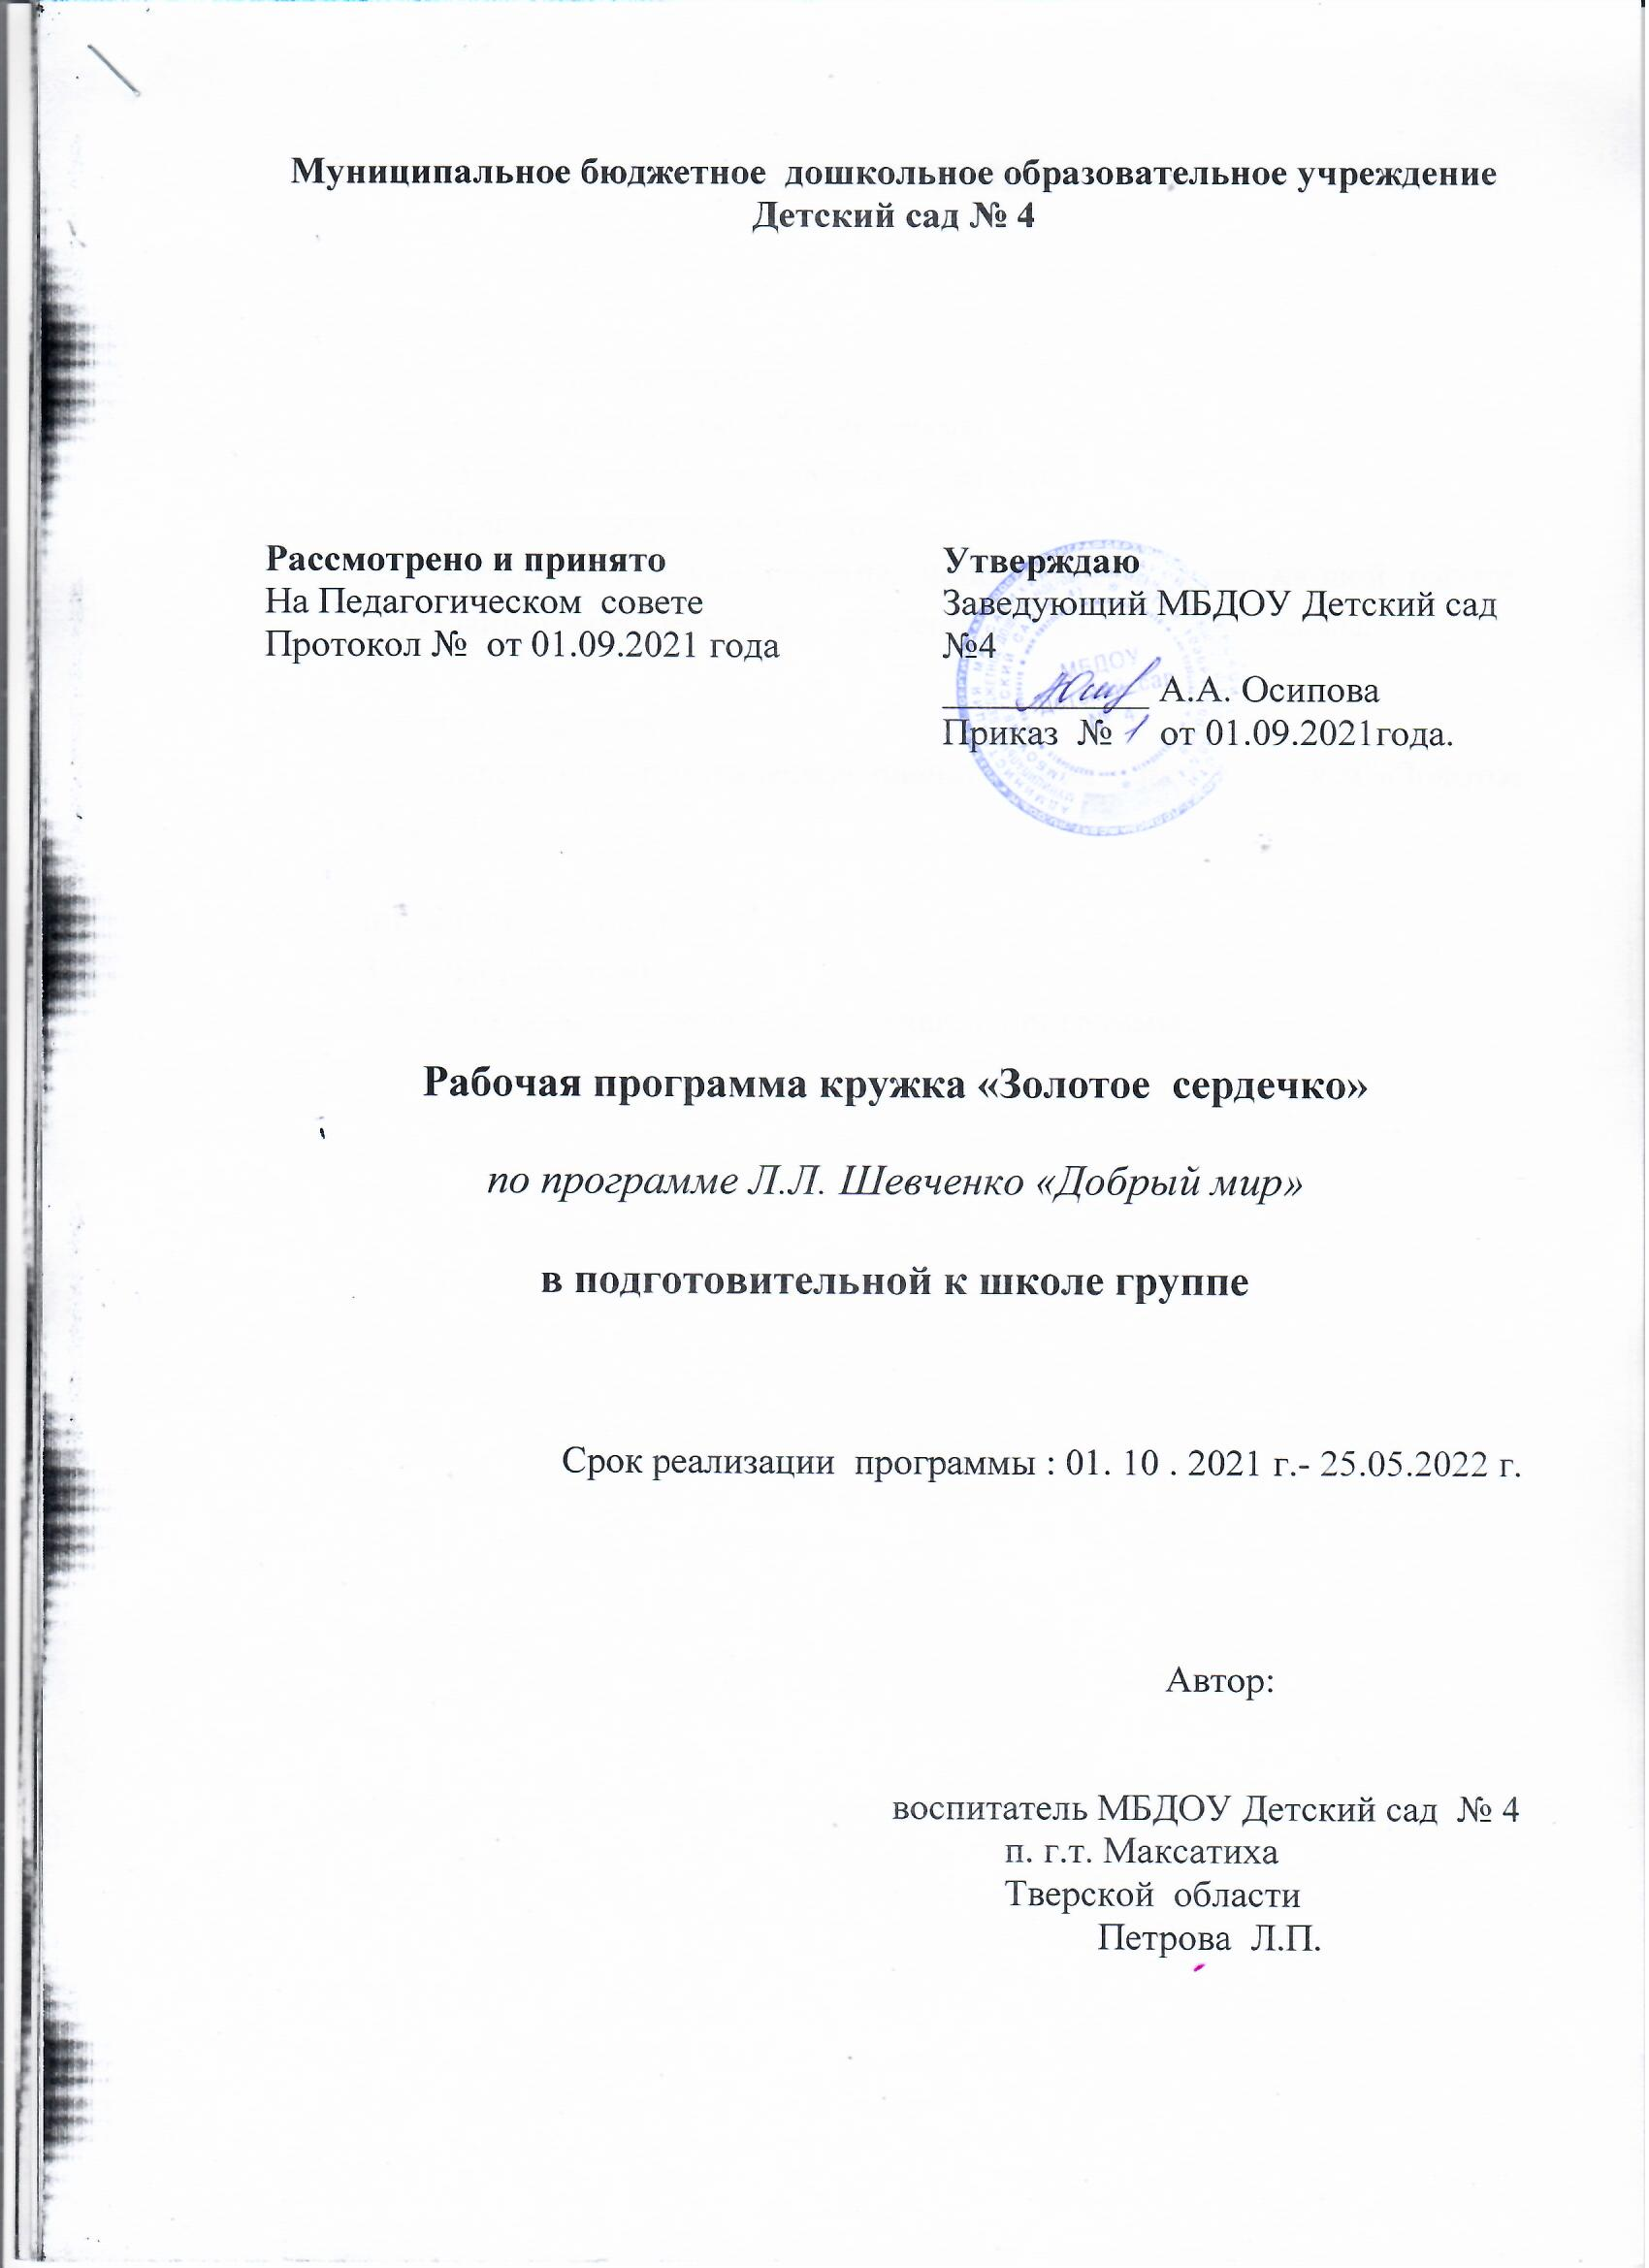 Муниципальное бюджетное дошкольное образовательное учреждение
Детский сад № 4
Рассмотрено и принято
На Педагогическом совете
Протокол № от 01.09.2021 года
Утверждаю
Заведующий МБДОУ Детский сад
№4
А.А. Осипова
Приказ № 1 от 01.09.2021года.
МБДОУ
Рабочая программа кружка «Золотое сердечко»
по программе Л.Л. Шевченко «Добрый мир»
в подготовительной к школе группе
Срок реализации программы : 01. 10 . 2021 г.- 25.05.2022 г.
Автор:
воспитатель МБДОУ Детский сад № 4
п. г.т. Максатиха
Тверской области
Петрова Л.П.